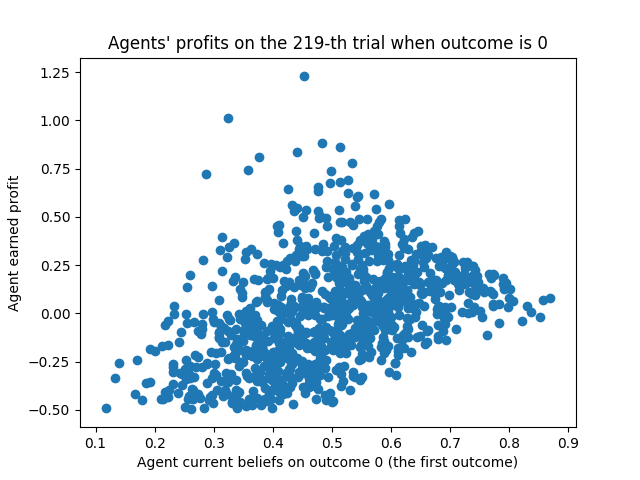 Agents' profits on the 219-th trial when outcome is 0
1.25
1.00
0.75
0.50
0.25
0.00
−0.25
−0.50
Agent earned profit
0.1 0.2 0.3 0.4 0.5 0.6 0.7 0.8 0.9
Agent current beliefs on outcome 0 (the first outcome)